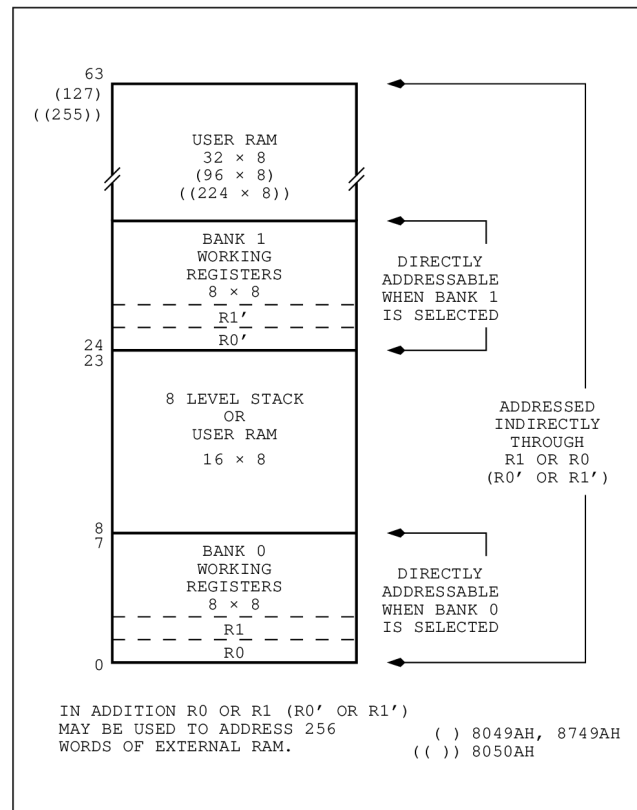 63
(127)
((255))
USER RAM
32 × 8
(96 × 8)
((224 × 8))
BANK 1
WORKING
REGISTERS
8 × 8
R1′
R0′
DIRECTLY
ADDRESSABLE
WHEN BANK 1
IS SELECTED
24
23
8 LEVEL STACK
OR
USER RAM
16 × 8
ADDRESSED
INDIRECTLY
THROUGH
R1 OR R0
(R0′ OR R1′)
8
7
BANK 0
WORKING
REGISTERS
8 × 8
R1
R0
DIRECTLY
ADDRESSABLE
WHEN BANK 0
IS SELECTED
0
IN ADDITION R0 OR R1 (R0′ OR R1′)
MAY BE USED TO ADDRESS 256
WORDS OF EXTERNAL RAM.
( ) 8049AH, 8749AH
(( )) 8050AH